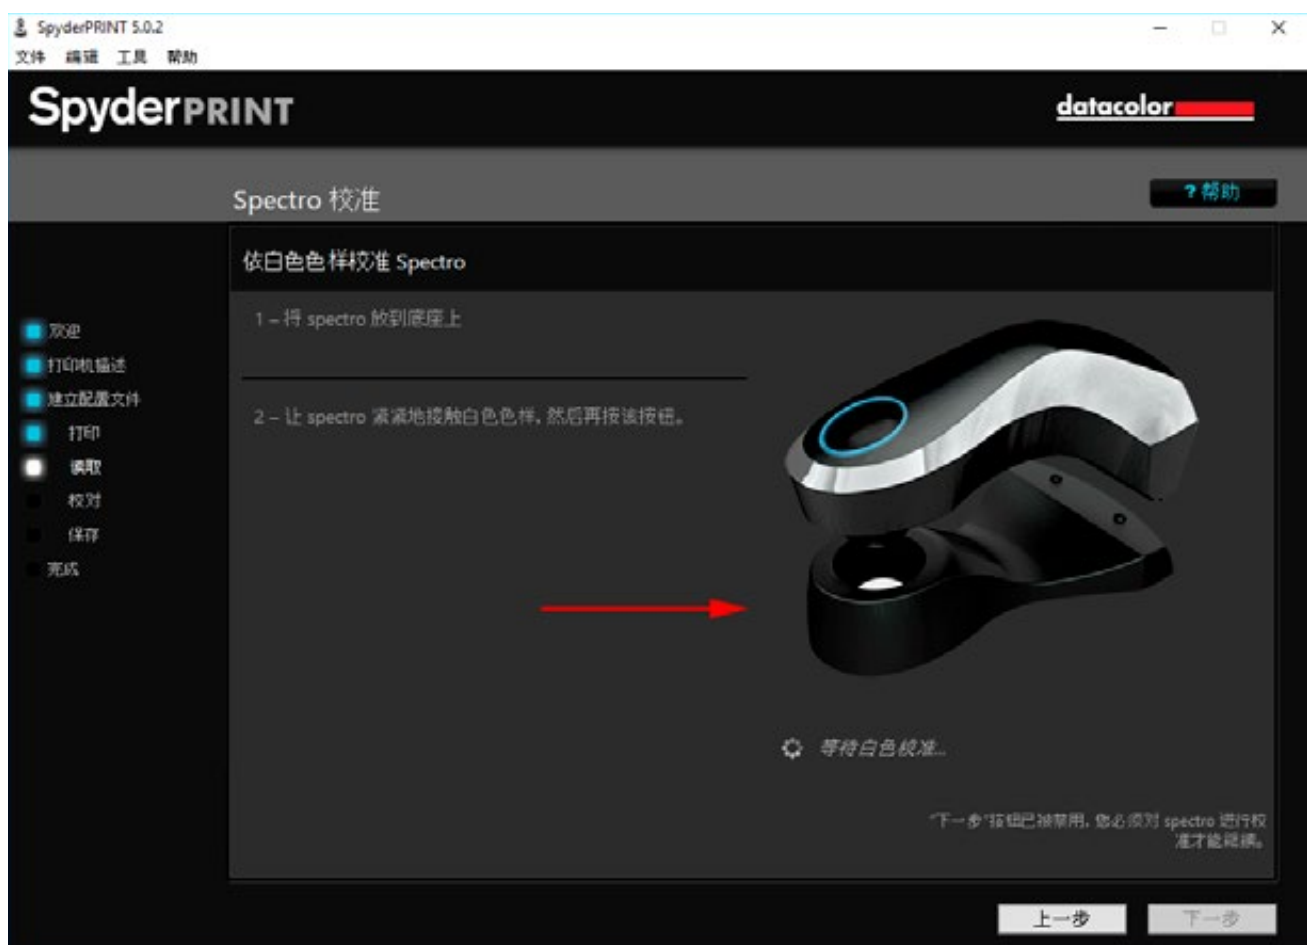 SpyderPRINT 5.0.2
文件 编辑 工具 帮助
SpyderPRINT
datacolor
Spectro 校准
? 帮助
依白色色样校准 Spectro
1 – 将 spectro 放到底座上
2 – 让 spectro 紧紧地接触白色色样, 然后再按该按钮。
欢迎
打印机描述
建立配置文件
打印
读取
校对
保存
完成
等待白色校准...
“下一步”按钮已被禁用, 您必须对 spectro 进行校
准才能继续。
上一步
下一步